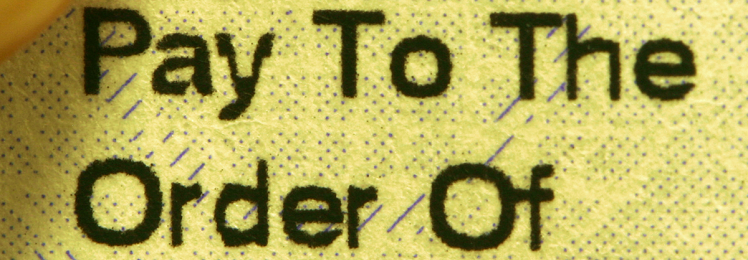 Pay To The
Order Of